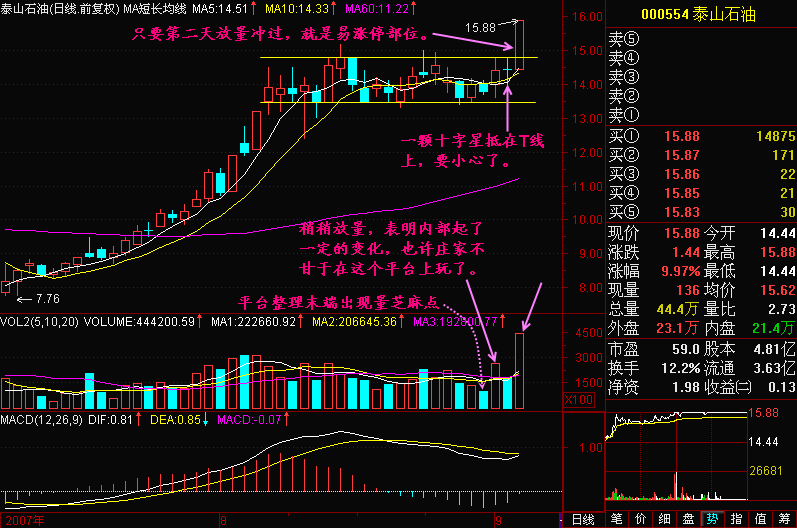 泰山石油(日线.前复权) MA短长均线 MA5:14.51↑ MA10:14.33↑ MA60:11.22↑
000554 泰山石油
16.00
15.88
只要第二天放量冲过，就是易涨停部位。
15.00
14.00
13.00
12.00
11.00
10.00
9.00
8.00
一颗十字星抵在T线
上，要小心了。
稍稍放量，表明内部起了
一定的变化，也许庄家不
甘于在这个平台上玩了。
7.76
平台整理末端出现量芝麻点
卖⑤
卖④
卖③
卖②
卖①
买① 15.88 14875
买② 15.87 171
买③ 15.86 22
买④ 15.85 21
买⑤ 15.83 30
现价 15.88 今开 14.44
涨跌 1.44 最高 15.88
涨幅 9.97% 最低 14.44
现量 136 均价 15.62
总量 44.4万 量比 2.73
外盘 23.1万 内盘 21.4万
市盈 59.0 股本 4.81亿
换手 12.2% 流通 3.63亿
净资 1.98 收益㈡ 0.13
VOL2(5,10,20) VOLUME:444200.59↑ MA1:222660.92↑ MA2:206645.36↑ MA3:192600.77↑
4500
3000
1500
X100
MACD(12,26,9) DIF:0.81↑ DEA:0.85↓ MACD:-0.07↑
1.00
15.88
14.44
26681
2007年 8 9 日线
笔 价 细 盘 势 指 值 筹